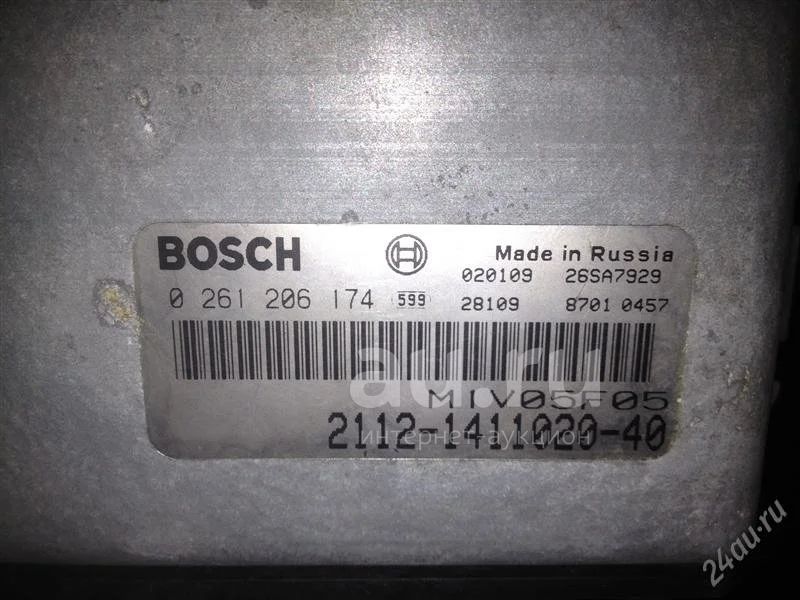 BOSCH Made in Russia
020109 26SA7929
0 261 206 174 599 28109 8701 0457
au.ru
M1V05F05
интернет-аукцион
2112-1411020-40
24au.ru